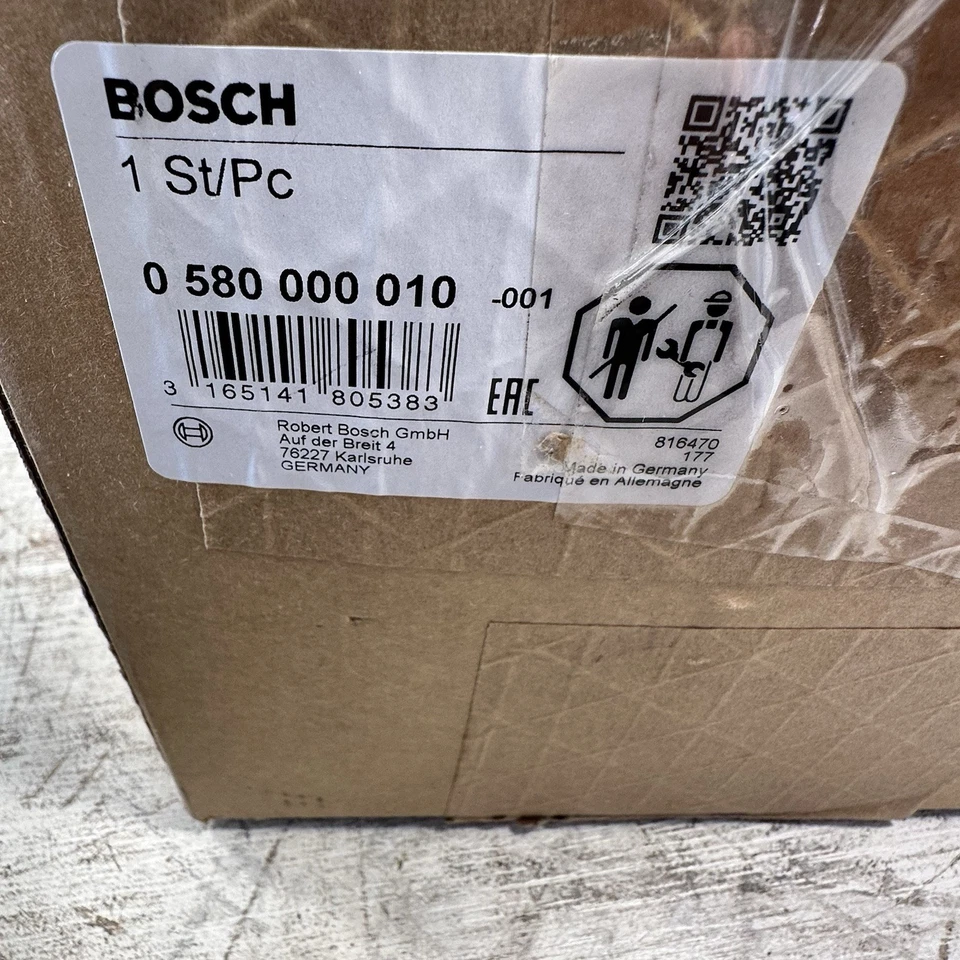 BOSCH
1 St/Pc
0 580 000 010 -001
3 165141 805383
EAC
Robert Bosch GmbH
Auf der Breit 4
76227 Karlsruhe
GERMANY
816470
177
Made in Germany
Fabriqué en Allemagne